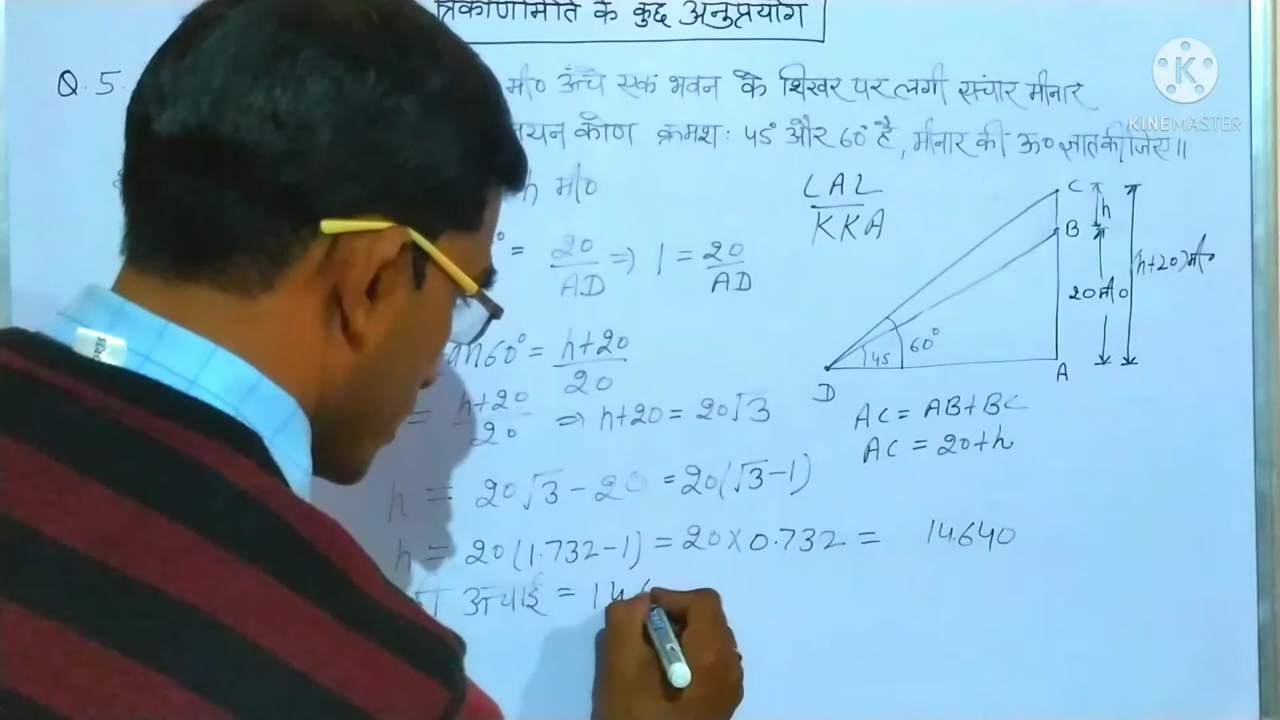 त्रिकोणमिति के कुछ अनुप्रयोग
Q. 5
मी० ऊँचे एक भवन के शिखर पर लगी संचार मीनार
नयन कोण क्रमश: 45° और 60° है, मीनार की ऊ० ज्ञात कीजिए॥
h मी०
LAL
KKA
° = 20/AD ⇒ 1 = 20/AD
an60° = h+20/20
= h+20/20 ⇒ h+20 = 20√3
h = 20√3 - 20 = 20(√3-1)
h = 20(1.732-1) = 20×0.732 = 14.640
ऊचाई = 14.6
C
h
B
20मी०
(h+20)मी०
45
60°
D
A
AC = AB+BC
AC = 20+h
KINEMASTER